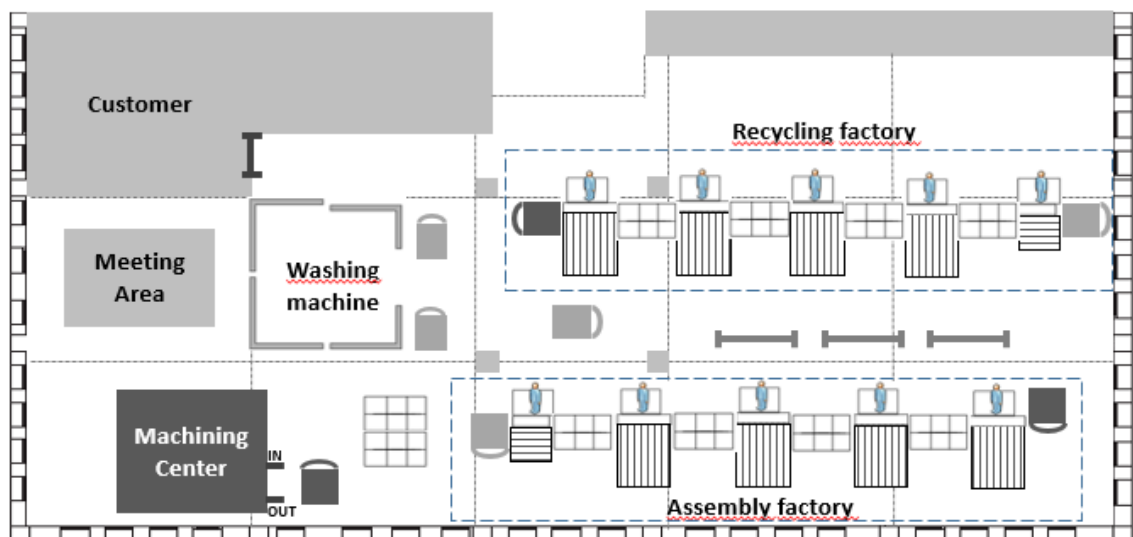 Customer
Recycling factory
Meeting
Area
Washing
machine
Machining
Center
IN
OUT
Assembly factory